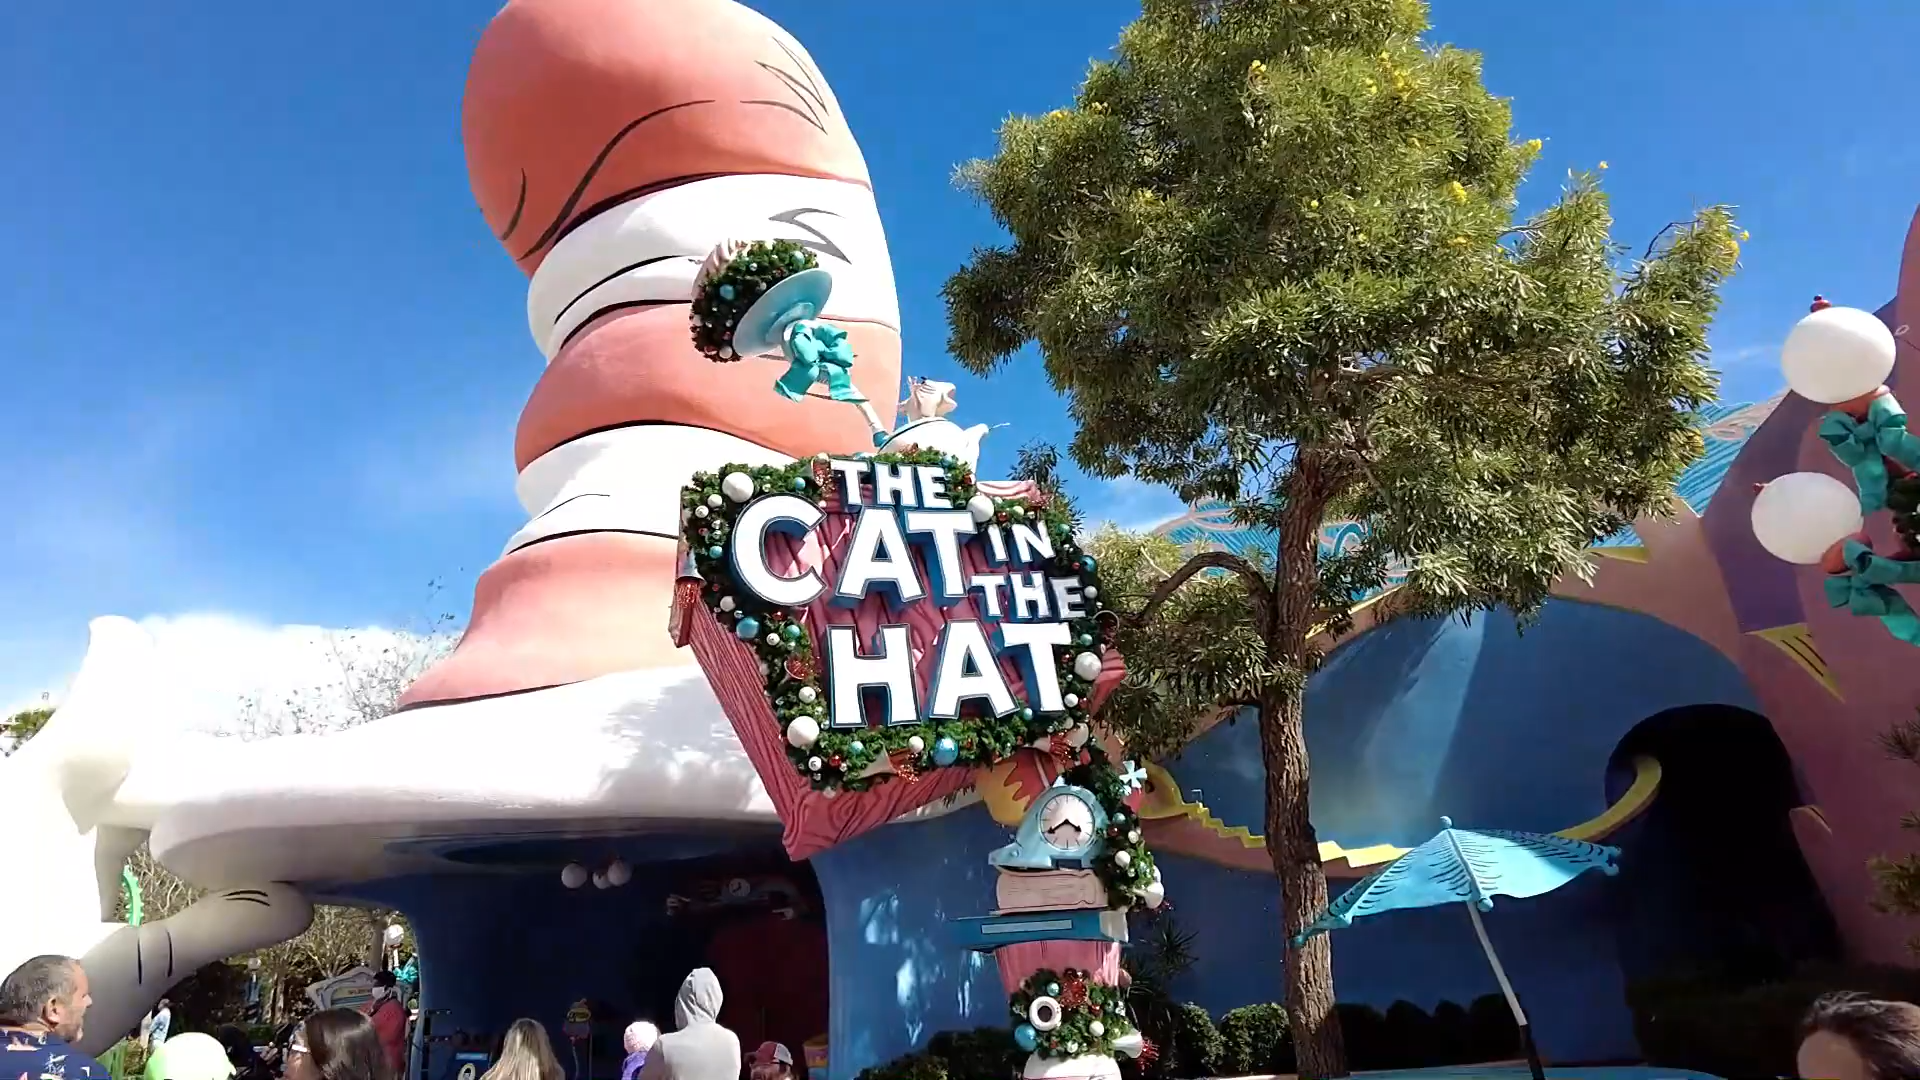 THE
CAT IN
THE
HAT